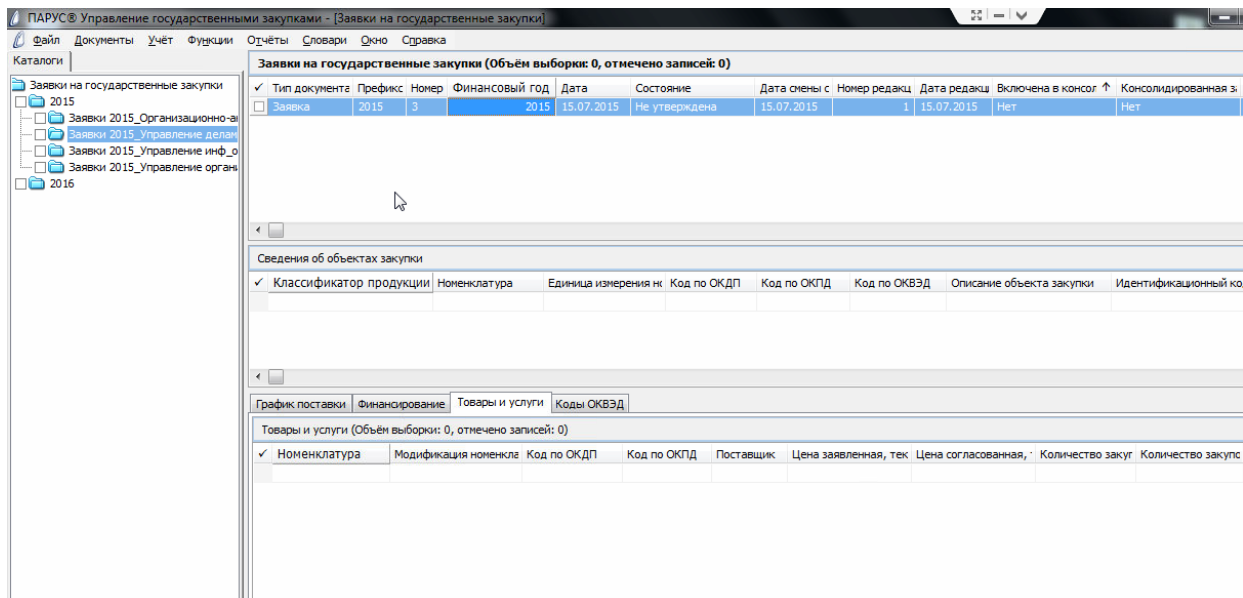 ПАРУС® Управление государственными закупками - [Заявки на государственные закупки]
Файл Документы Учёт Функции Отчёты Словари Окно Справка
Каталоги
Заявки на государственные закупки
2015
Заявки 2015_Организационно-а
Заявки 2015_Управление делам
Заявки 2015_Управление инф_о
Заявки 2015_Управление органи
2016
Заявки на государственные закупки (Объём выборки: 0, отмечено записей: 0)
Тип документа Префикс Номер Финансовый год Дата Состояние Дата смены с Номер редакц Дата редакц Включена в консол Консолидированная з
Заявка 2015 3 2015 15.07.2015 Не утверждена 15.07.2015 1 15.07.2015 Нет Нет
Сведения об объектах закупки
Классификатор продукции Номенклатура Единица измерения но Код по ОКДП Код по ОКПД Код по ОКВЭД Описание объекта закупки Идентификационный ко
График поставки Финансирование Товары и услуги Коды ОКВЭД
Товары и услуги (Объём выборки: 0, отмечено записей: 0)
Номенклатура Модификация номенкла Код по ОКДП Код по ОКПД Поставщик Цена заявленная, тек Цена согласованная, Количество закуп Количество закупо